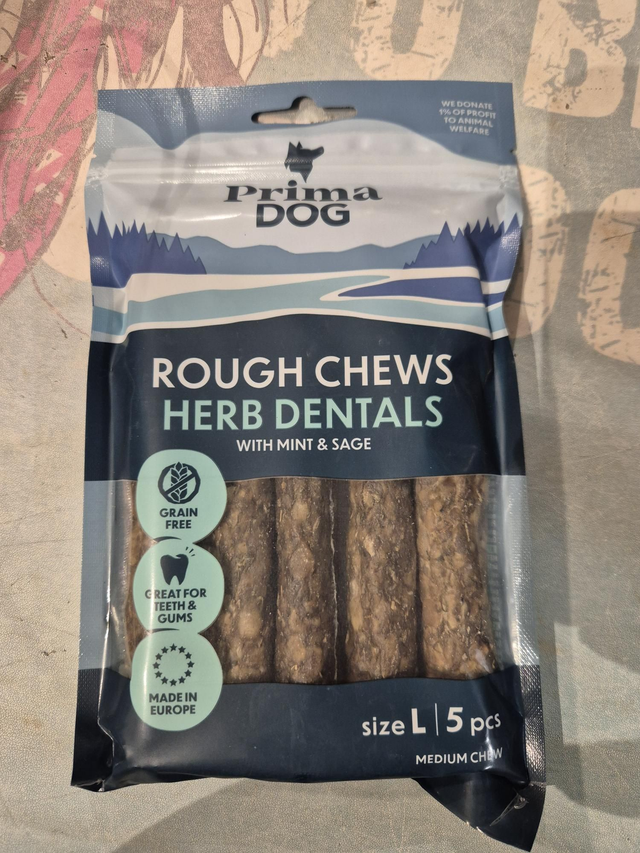 WE DONATE
1% OF PROFIT
TO ANIMAL
WELFARE
Prima
DOG
ROUGH CHEWS
HERB DENTALS
WITH MINT & SAGE
GRAIN
FREE
GREAT FOR
TEETH &
GUMS
MADE IN
EUROPE
size L | 5 pcs
MEDIUM CHEW